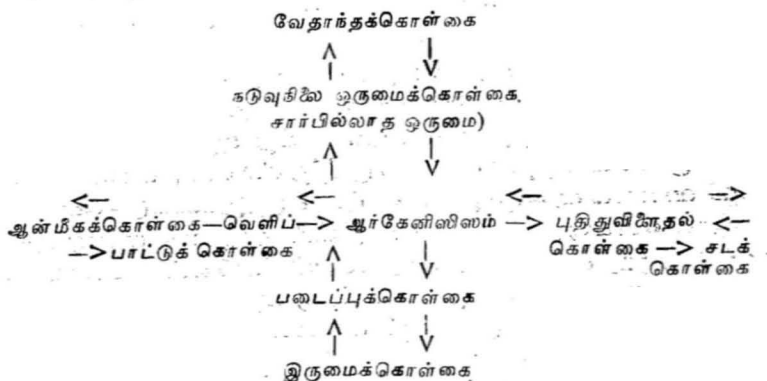 வேதாந்தக்கொள்கை
நடுவுநிலை ஒருமைக்கொள்கை
சார்பில்லாத ஒருமை)
ஆன்மீகக்கொள்கை—வெளிப்—> ஆர்கேனிஸிஸம் —> புதிதுவிளைதல் <—
—>பாட்டுக் கொள்கை கொள்கை —> சடக்
கொள்கை
படைப்புக்கொள்கை
இருமைக்கொள்கை